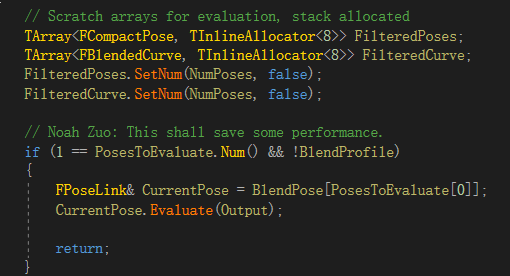 // Scratch arrays for evaluation, stack allocated
TArray<FCompactPose, TInlineAllocator<8>> FilteredPoses;
TArray<FBlendedCurve, TInlineAllocator<8>> FilteredCurve;
FilteredPoses.SetNum(NumPoses, false);
FilteredCurve.SetNum(NumPoses, false);
// Noah Zuo: This shall save some performance.
if (1 == PosesToEvaluate.Num() && !BlendProfile)
{
FPoseLink& CurrentPose = BlendPose[PosesToEvaluate[0]];
CurrentPose.Evaluate(Output);
return;
}